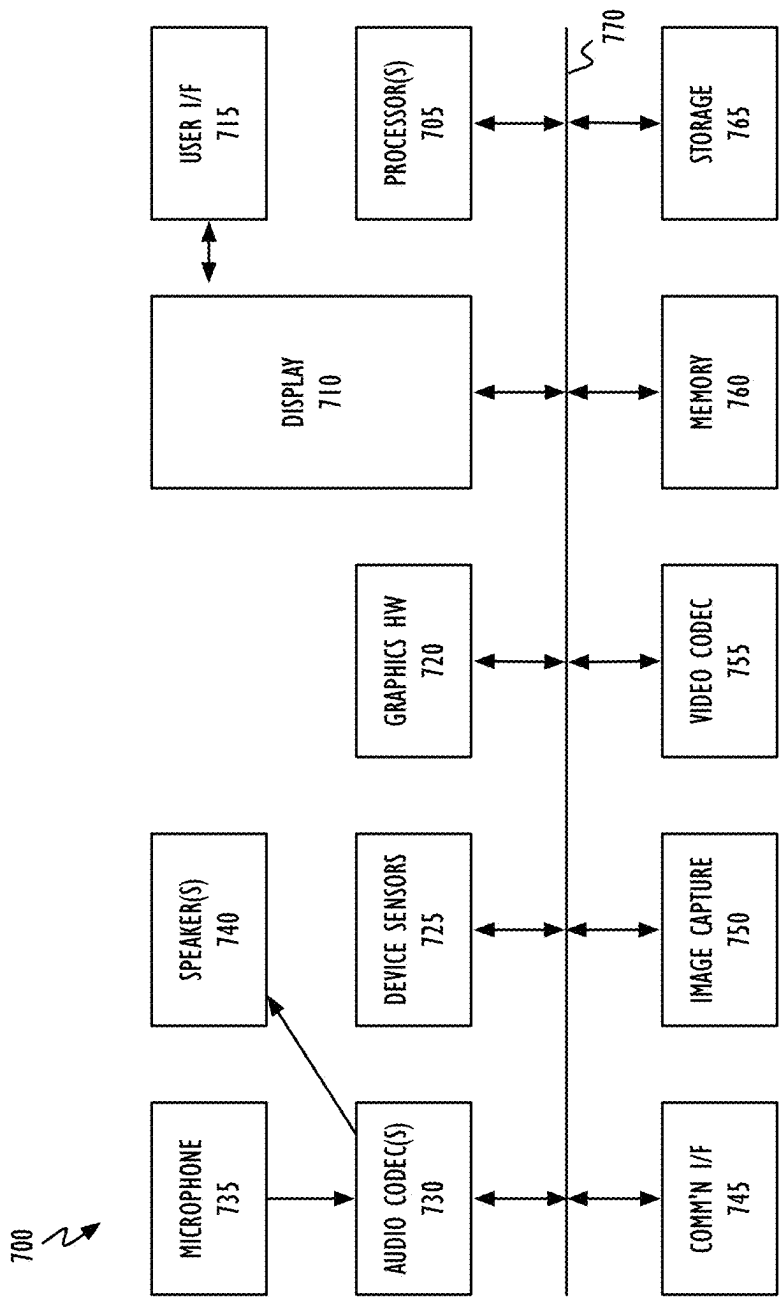 700
MICROPHONE
735
SPEAKER(S)
740
DISPLAY
710
USER I/F
715
AUDIO CODEC(S)
730
DEVICE SENSORS
725
GRAPHICS HW
720
PROCESSOR(S)
705
770
COMM'N I/F
745
IMAGE CAPTURE
750
VIDEO CODEC
755
MEMORY
760
STORAGE
765